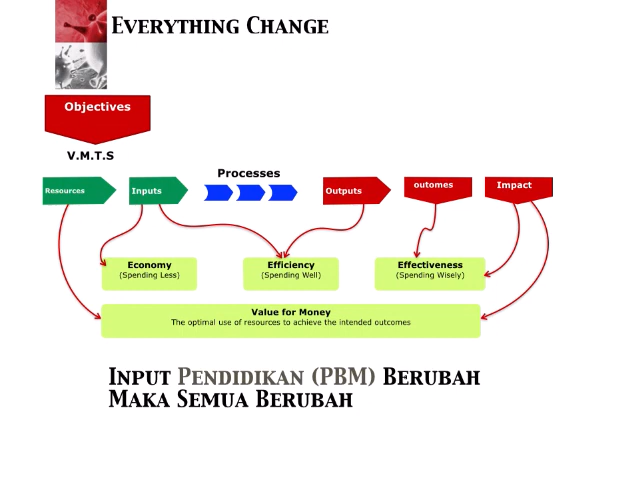 EVERYTHING CHANGE
Objectives
V.M.T.S
Processes
Resources
Inputs
Outputs
outomes
Impact
Economy
(Spending Less)
Efficiency
(Spending Well)
Effectiveness
(Spending Wisely)
Value for Money
The optimal use of resources to achieve the intended outcomes
INPUT PENDIDIKAN (PBM) BERUBAH
MAKA SEMUA BERUBAH